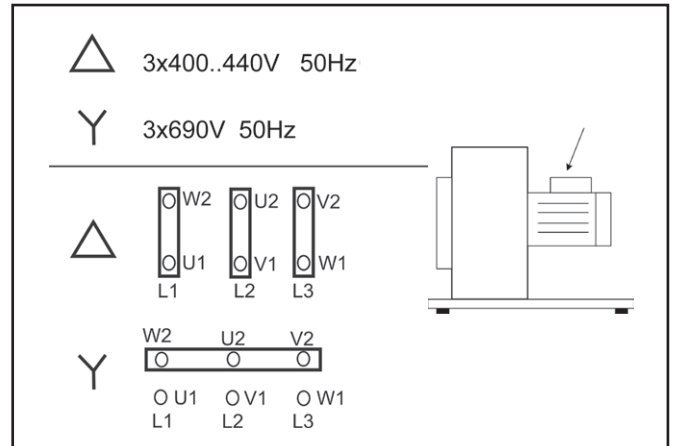 3x400..440V 50Hz
3x690V 50Hz
W2 U2 V2
U1 V1 W1
L1 L2 L3
W2 U2 V2
U1 V1 W1
L1 L2 L3